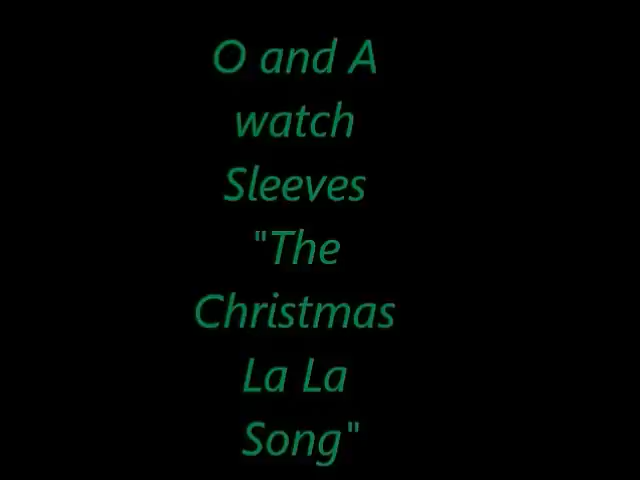 O and A
watch
Sleeves
"The
Christmas
La La
Song"